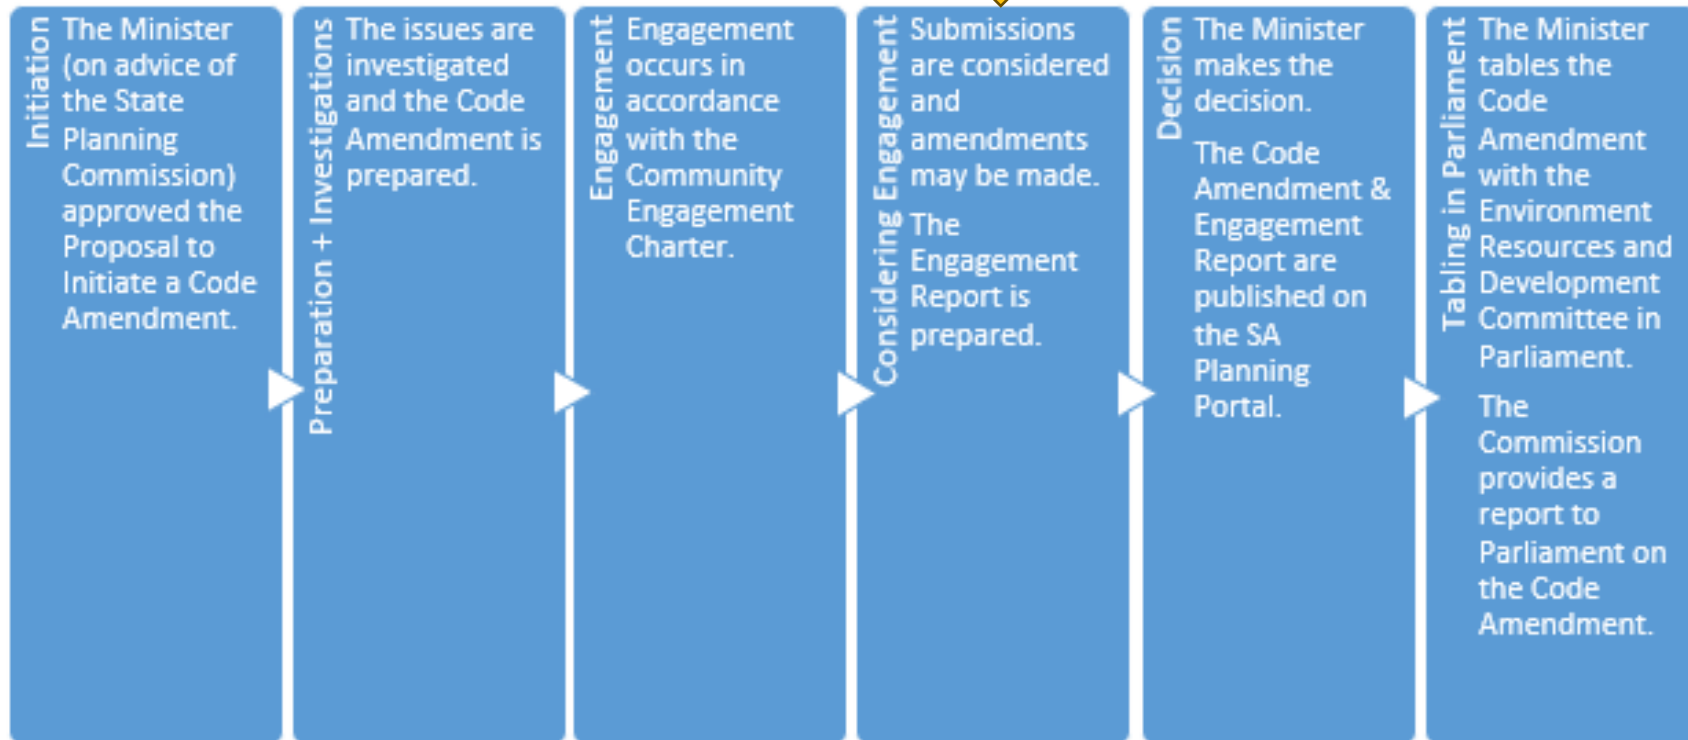 Initiation
The Minister
(on advice of
the State
Planning
Commission)
approved the
Proposal to
Initiate a Code
Amendment.
Preparation + Investigations
The issues are
investigated
and the Code
Amendment is
prepared.
Engagement
Engagement
occurs in
accordance
with the
Community
Engagement
Charter.
Considering Engagement
Submissions
are considered
and
amendments
may be made.
The
Engagement
Report is
prepared.
Decision
The Minister
makes the
decision.
The Code
Amendment &
Engagement
Report are
published on
the SA
Planning
Portal.
Tabling in Parliament
The Minister
tables the
Code
Amendment
with the
Environment
Resources and
Development
Committee in
Parliament.
The
Commission
provides a
report to
Parliament on
the Code
Amendment.